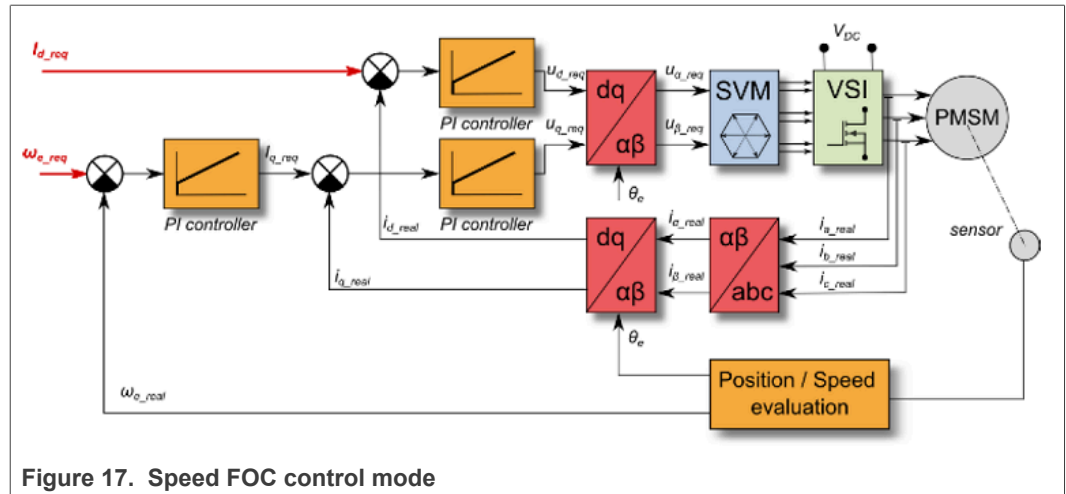 V_DC
I_d_req
u_d_req
u_α_req
dq
αβ
SVM
VSI
PMSM
PI controller
u_q_req
u_β_req
ω_e_req
I_q_req
PI controller
PI controller
θ_e
i_d_real
i_α_real
i_a_real
sensor
dq
αβ
αβ
abc
i_b_real
i_q_real
i_β_real
i_c_real
θ_e
Position / Speed
evaluation
ω_e_real
Figure 17. Speed FOC control mode